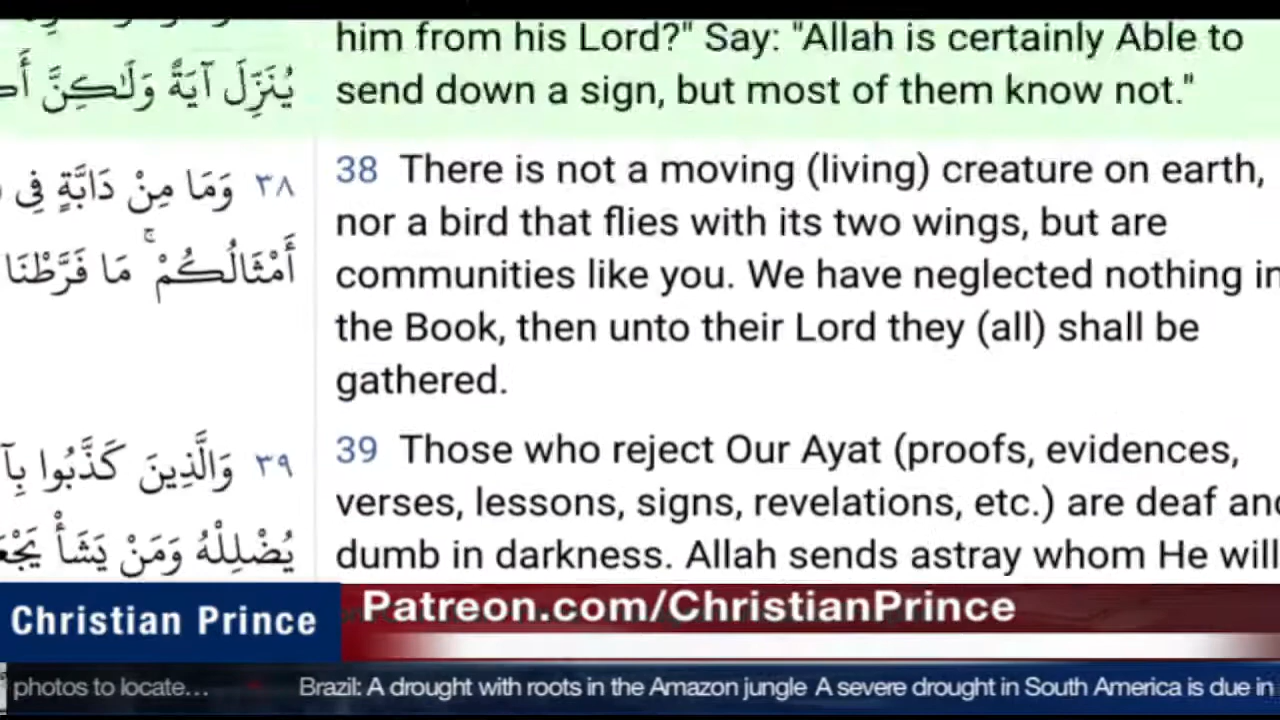 him from his Lord?" Say: "Allah is certainly Able to
يُنَزِّلَ آيَةً وَلَٰكِنَّ
send down a sign, but most of them know not."
٣٨ وَمَا مِنْ دَابَّةٍ فِي
38 There is not a moving (living) creature on earth,
nor a bird that flies with its two wings, but are
أَمْثَالُكُمْ ۚ مَا فَرَّطْنَا
communities like you. We have neglected nothing in
the Book, then unto their Lord they (all) shall be
gathered.
٣٩ وَالَّذِينَ كَذَّبُوا
39 Those who reject Our Ayat (proofs, evidences,
verses, lessons, signs, revelations, etc.) are deaf and
يُضْلِلْهُ وَمَنْ يَشَأْ
dumb in darkness. Allah sends astray whom He will
Christian Prince
Patreon.com/ChristianPrince
photos to locate... Brazil: A drought with roots in the Amazon jungle A severe drought in South America is due in